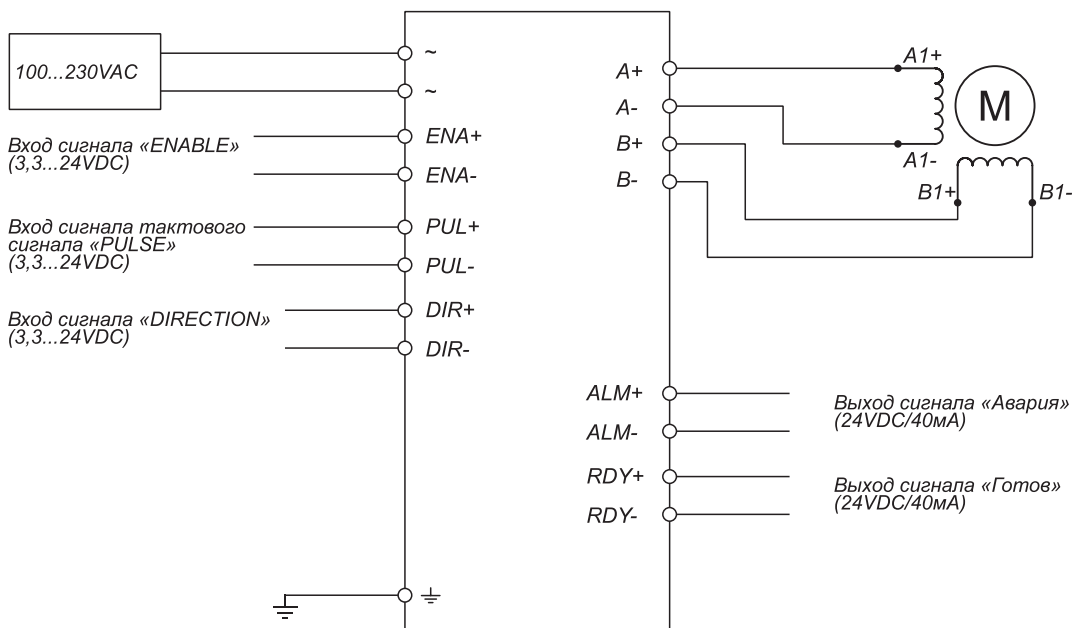 100...230VAC
~
~
Вход сигнала «ENABLE»
(3,3...24VDC)
ENA+
ENA-
Вход сигнала тактового
сигнала «PULSE»
(3,3...24VDC)
PUL+
PUL-
Вход сигнала «DIRECTION»
(3,3...24VDC)
DIR+
DIR-
A+
A-
B+
B-
A1+
A1-
M
B1+
B1-
ALM+
ALM-
Выход сигнала «Авария»
(24VDC/40мА)
RDY+
RDY-
Выход сигнала «Готов»
(24VDC/40мА)